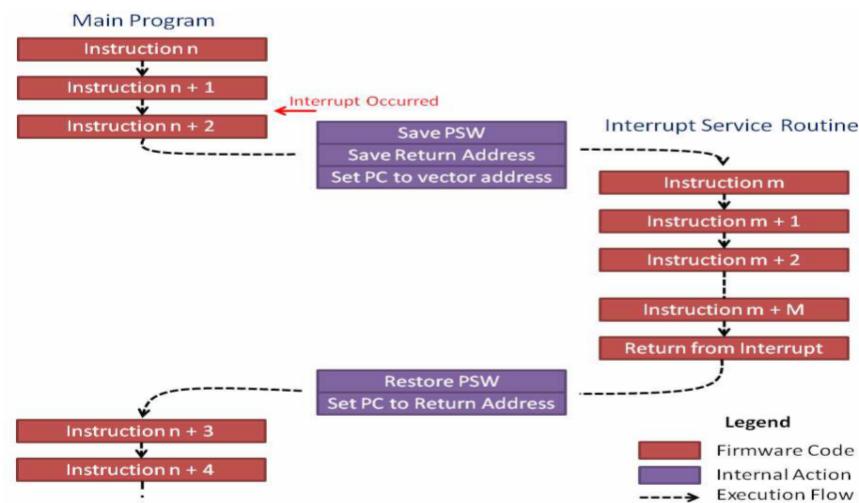 Main Program
Instruction n
Instruction n + 1
Interrupt Occurred
Instruction n + 2
Save PSW
Save Return Address
Set PC to vector address
Interrupt Service Routine
Instruction m
Instruction m + 1
Instruction m + 2
Instruction m + M
Return from Interrupt
Restore PSW
Set PC to Return Address
Instruction n + 3
Instruction n + 4
Legend
Firmware Code
Internal Action
Execution Flow